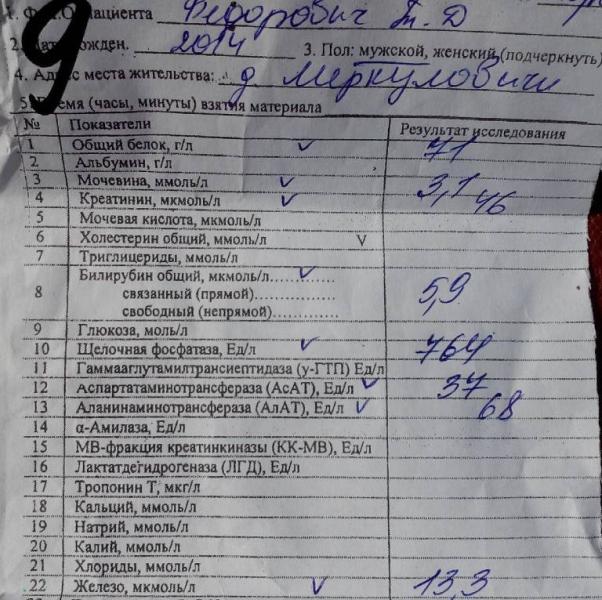 1. Ф.И.О. пациента Федорович Т. Д
2. Дата рожден. 2014 3. Пол: мужской, женский (подчеркнуть)
4. Адрес места жительства: д Меркуловичи
5. Время (часы, минуты) взятия материала
№ Показатели Результат исследования
1 Общий белок, г/л ✓ 71
2 Альбумин, г/л
3 Мочевина, ммоль/л ✓ 3,1
4 Креатинин, мкмоль/л ✓ 46
5 Мочевая кислота, мкмоль/л
6 Холестерин общий, ммоль/л V
7 Триглицериды, ммоль/л
Билирубин общий, мкмоль/л ✓
8 связанный (прямой) 5,9
свободный (непрямой)
9 Глюкоза, моль/л
10 Щелочная фосфатаза, Ед/л ✓ 764
11 Гаммааглутамилтрансиептидаза (γ-ГТП) Ед/л
12 Аспартатаминотрансфераза (АсАТ), Ед/л ✓ 37
13 Аланинаминотрансфераза (АлАТ), Ед/л ✓ 68
14 α-Амилаза, Ед/л
15 МВ-фракция креатинкиназы (КК-МВ), Ед/л
16 Лактатдегидрогеназа (ЛГД), Ед/л
17 Тропонин Т, мкг/л
18 Кальций, ммоль/л
19 Натрий, ммоль/л
20 Калий, ммоль/л
21 Хлориды, ммоль/л
22 Железо, мкмоль/л ✓ 13,3